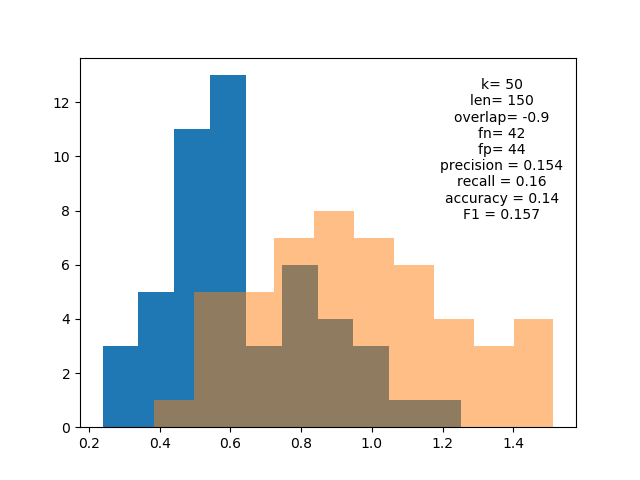 k= 50
len= 150
overlap= -0.9
fn= 42
fp= 44
precision = 0.154
recall = 0.16
accuracy = 0.14
F1 = 0.157
12
10
8
6
4
2
0
0.2 0.4 0.6 0.8 1.0 1.2 1.4